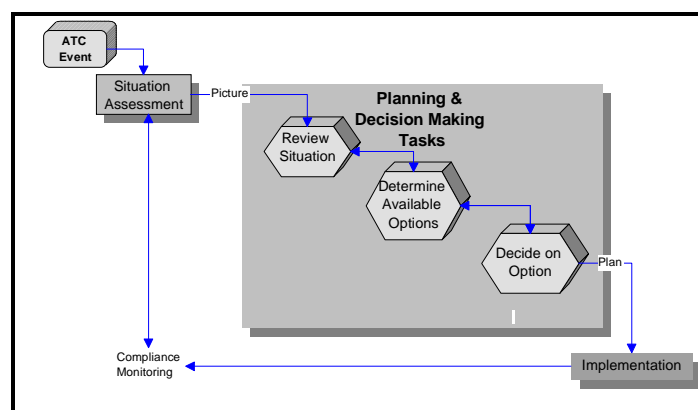 ATC
Event
Situation
Assessment
Picture
Planning &
Decision Making
Tasks
Review
Situation
Determine
Available
Options
Decide on
Option
Plan
Compliance
Monitoring
Implementation